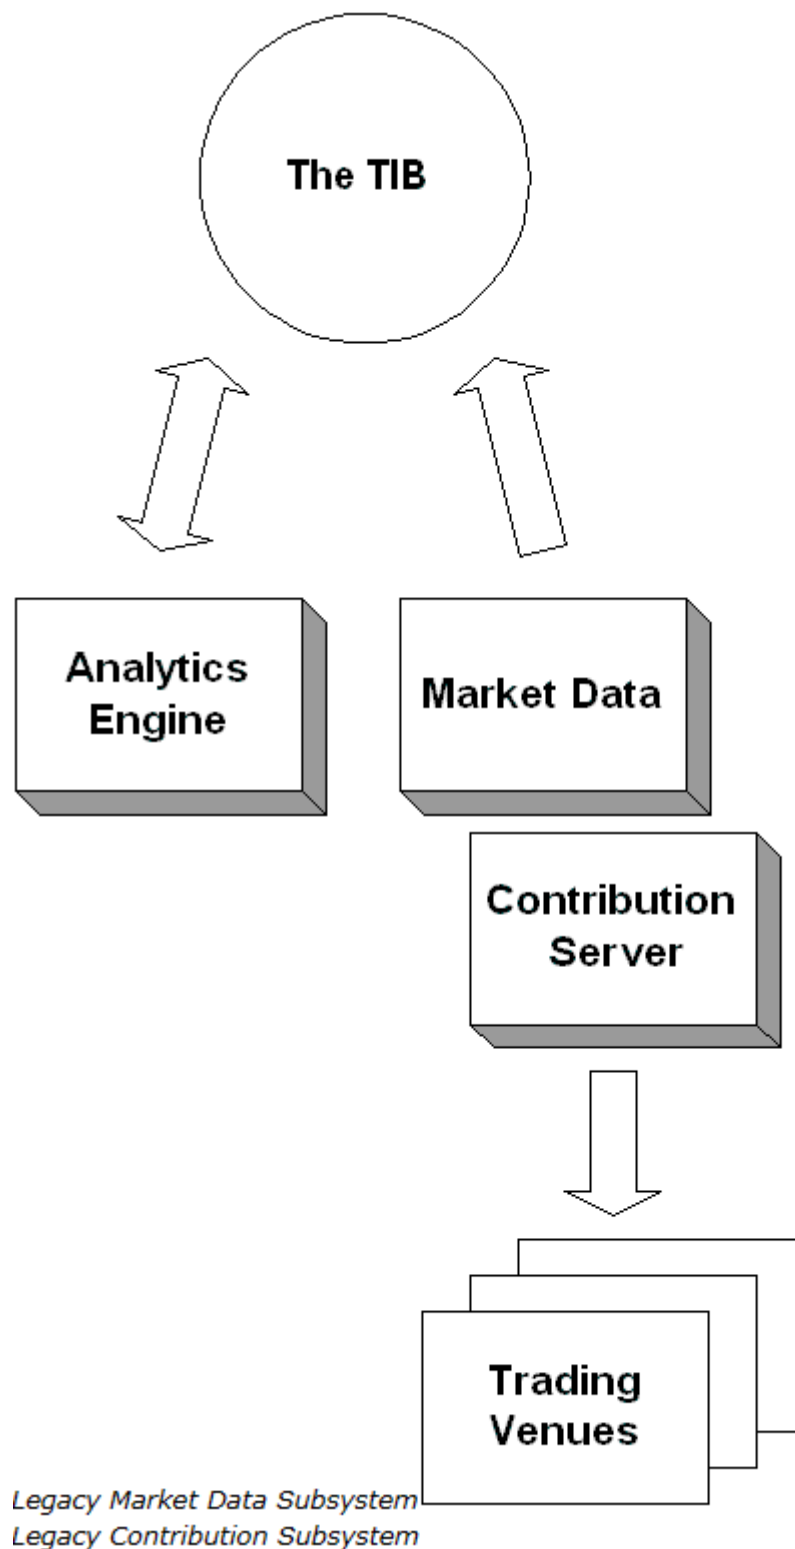 The TIB
Analytics
Engine
Market Data
Contribution
Server
Trading
Venues
Legacy Market Data Subsystem
Legacy Contribution Subsystem